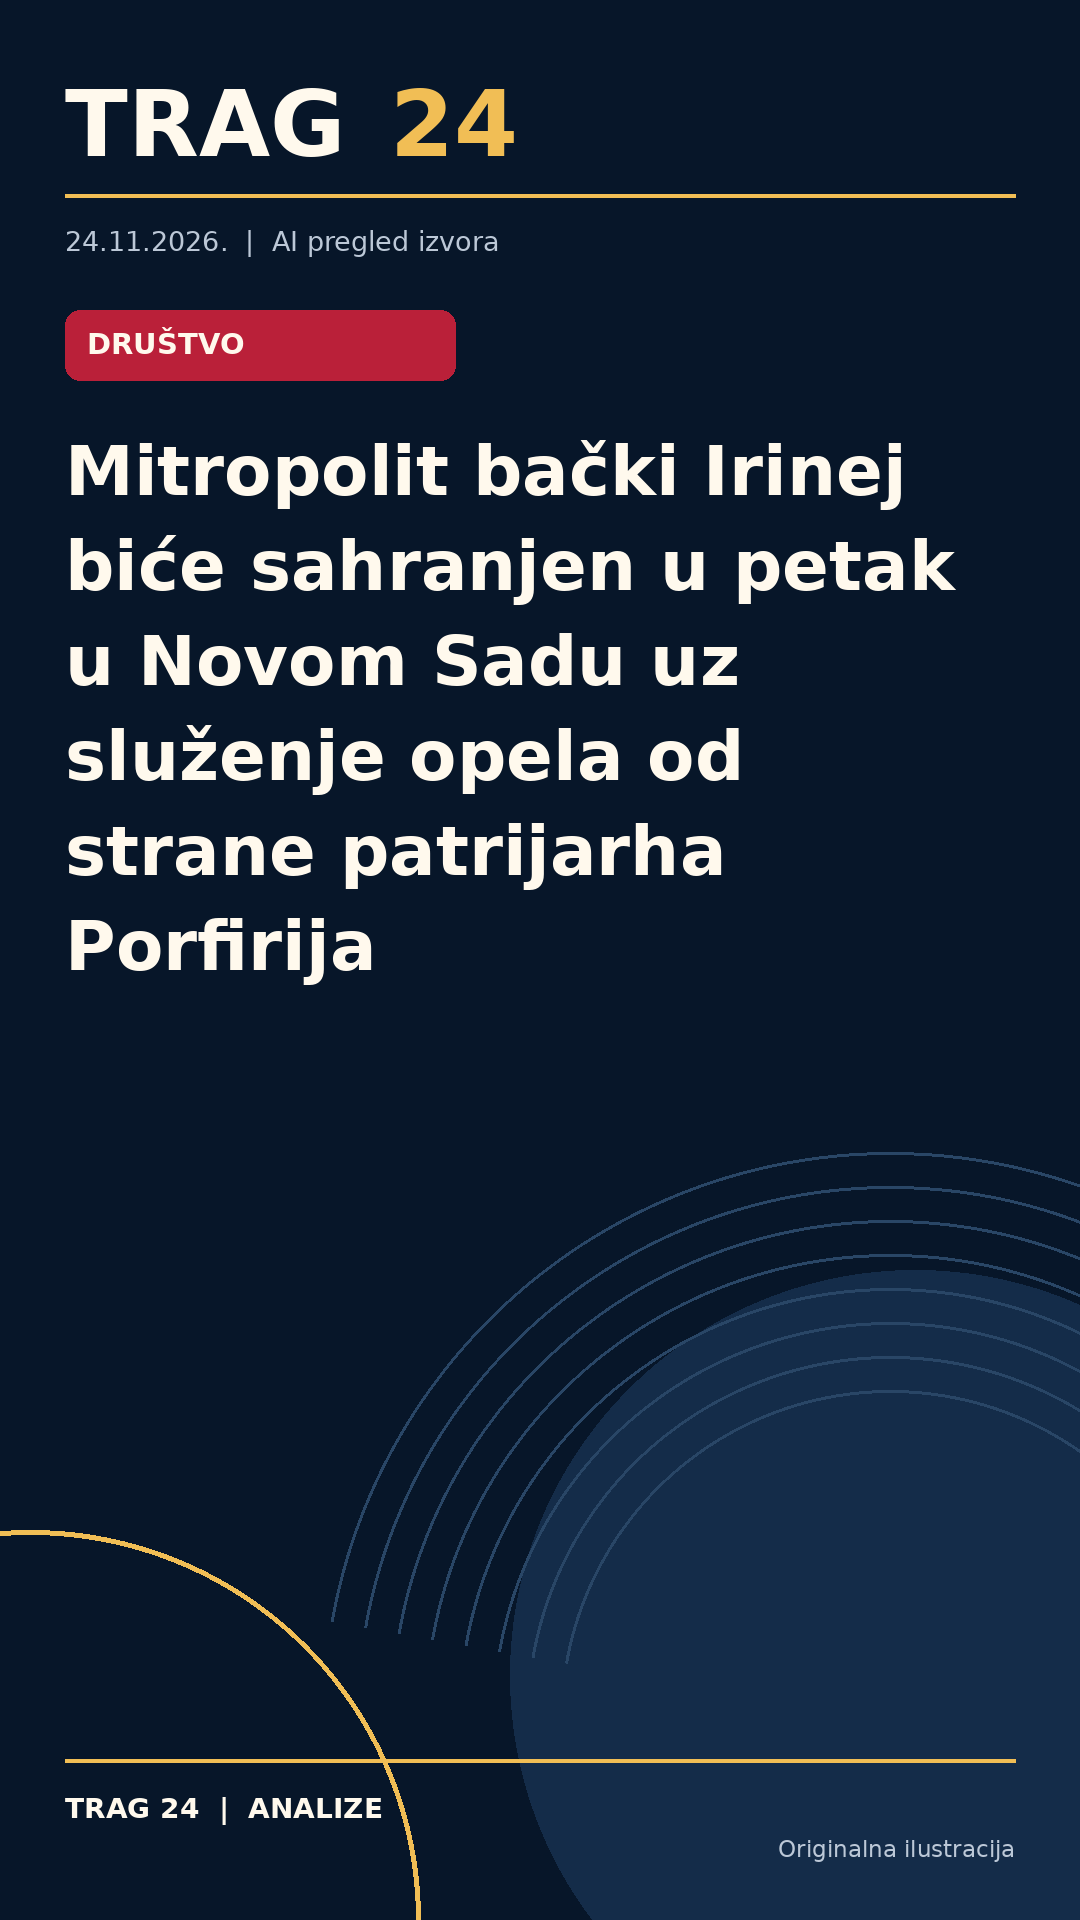 TRAG 24
24.11.2026. | AI pregled izvora
DRUŠTVO
Mitropolit bački Irinej
biće sahranjen u petak
u Novom Sadu uz
služenje opela od
strane patrijarha
Porfirija
TRAG 24 | ANALIZE
Originalna ilustracija